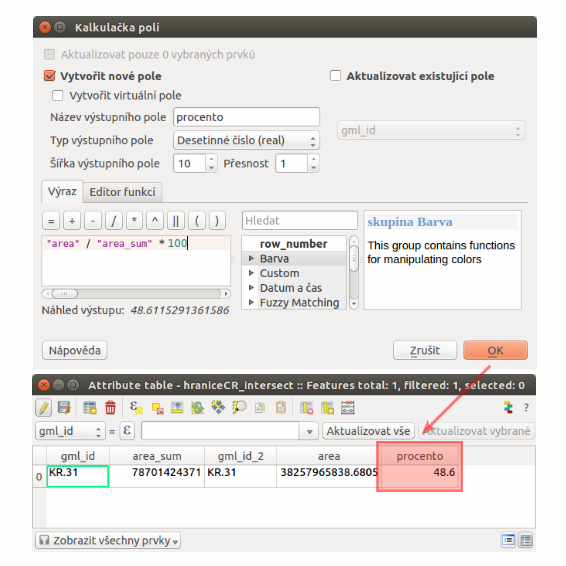 Kalkulačka polí
Aktualizovat pouze 0 vybraných prvků
Vytvořit nové pole
Aktualizovat existující pole
Vytvořit virtuální pole
Název výstupního pole procento
gml_id
Typ výstupního pole Desetinné číslo (real)
Šířka výstupního pole 10 Přesnost 1
Výraz Editor funkcí
= + - / * ^ || ( ) Hledat
skupina Barva
"area" / "area_sum" * 100
row_number
Barva
Custom
Datum a čas
Fuzzy Matching
This group contains functions
for manipulating colors
Náhled výstupu: 48.6115291361586
Nápověda Zrušit OK
Attribute table - hraniceCR_intersect :: Features total: 1, filtered: 1, selected: 0
?
gml_id = ε Aktualizovat vše Aktualizovat vybrané
gml_id area_sum gml_id_2 area procento
0 KR.31 78701424371 KR.31 38257965838.6805 48.6
Zobrazit všechny prvky